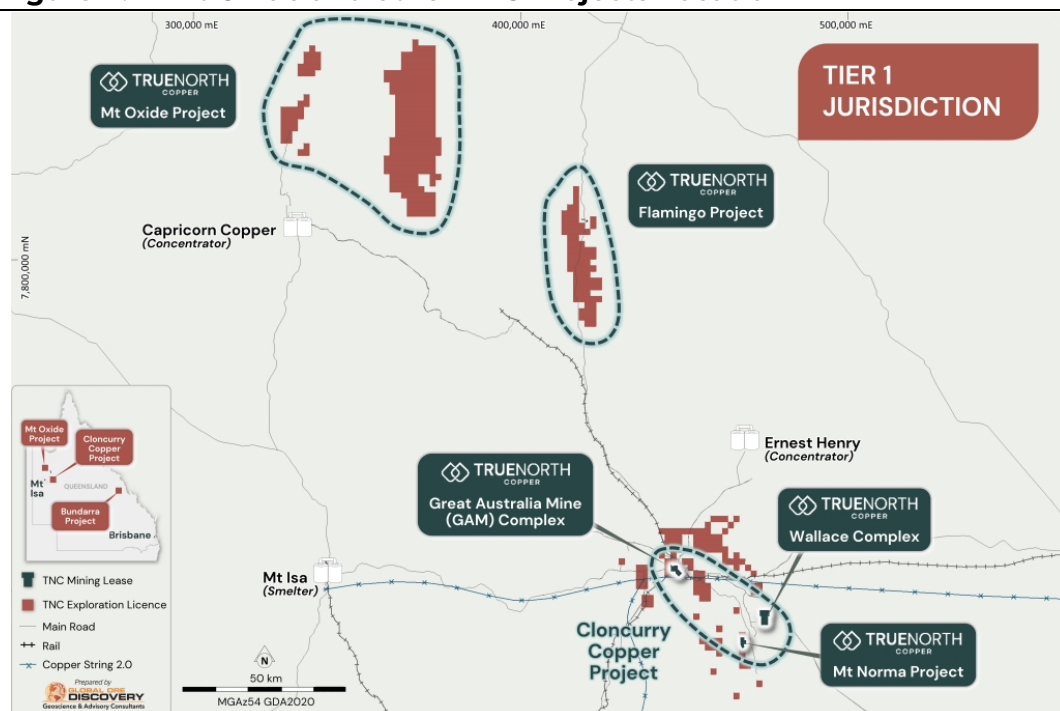 300,000 mE
400,000 mE
500,000 mE
7,800,000 mN
TIER 1
JURISDICTION
TRUENORTH
COPPER
Mt Oxide Project
TRUENORTH
COPPER
Flamingo Project
Capricorn Copper
(Concentrator)
Ernest Henry
(Concentrator)
TRUENORTH
COPPER
Great Australia Mine
(GAM) Complex
TRUENORTH
COPPER
Wallace Complex
Mt Isa
(Smelter)
Cloncurry
Copper
Project
TRUENORTH
COPPER
Mt Norma Project
Mt Oxide
Project
Cloncurry
Copper
Project
Mt
Isa
QUEENSLAND
Bundarra
Project
Brisbane
TNC Mining Lease
TNC Exploration Licence
Main Road
Rail
Copper String 2.0
Prepared by
GLOBAL ORE
DISCOVERY
Geoscience & Advisory Consultants
N
50 km
MGAz54 GDA2020